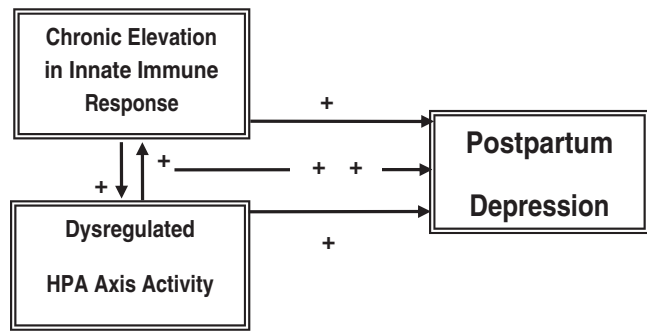 Chronic Elevation
in Innate Immune
Response
+
Postpartum
Depression
+
+ +
+
Dysregulated
HPA Axis Activity
+